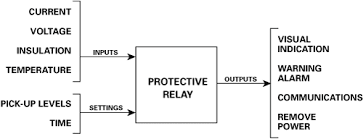 CURRENT
VOLTAGE
INSULATION
TEMPERATURE
INPUTS
PICK-UP LEVELS
TIME
SETTINGS
PROTECTIVE
RELAY
OUTPUTS
VISUAL
INDICATION
WARNING
ALARM
COMMUNICATIONS
REMOVE
POWER